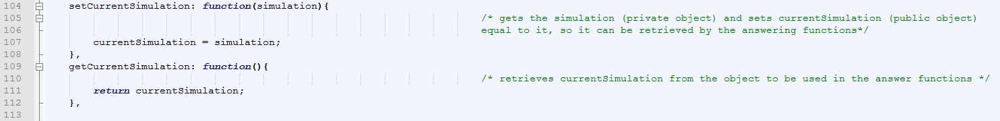 104 setCurrentSimulation: function(simulation){
105 /* gets the simulation (private object) and sets currentSimulation (public object)
106 equal to it, so it can be retrieved by the answering functions*/
107 currentSimulation = simulation;
108 },
109 getCurrentSimulation: function(){
110 /* retrieves currentSimulation from the object to be used in the answer functions */
111 return currentSimulation;
112 },
113